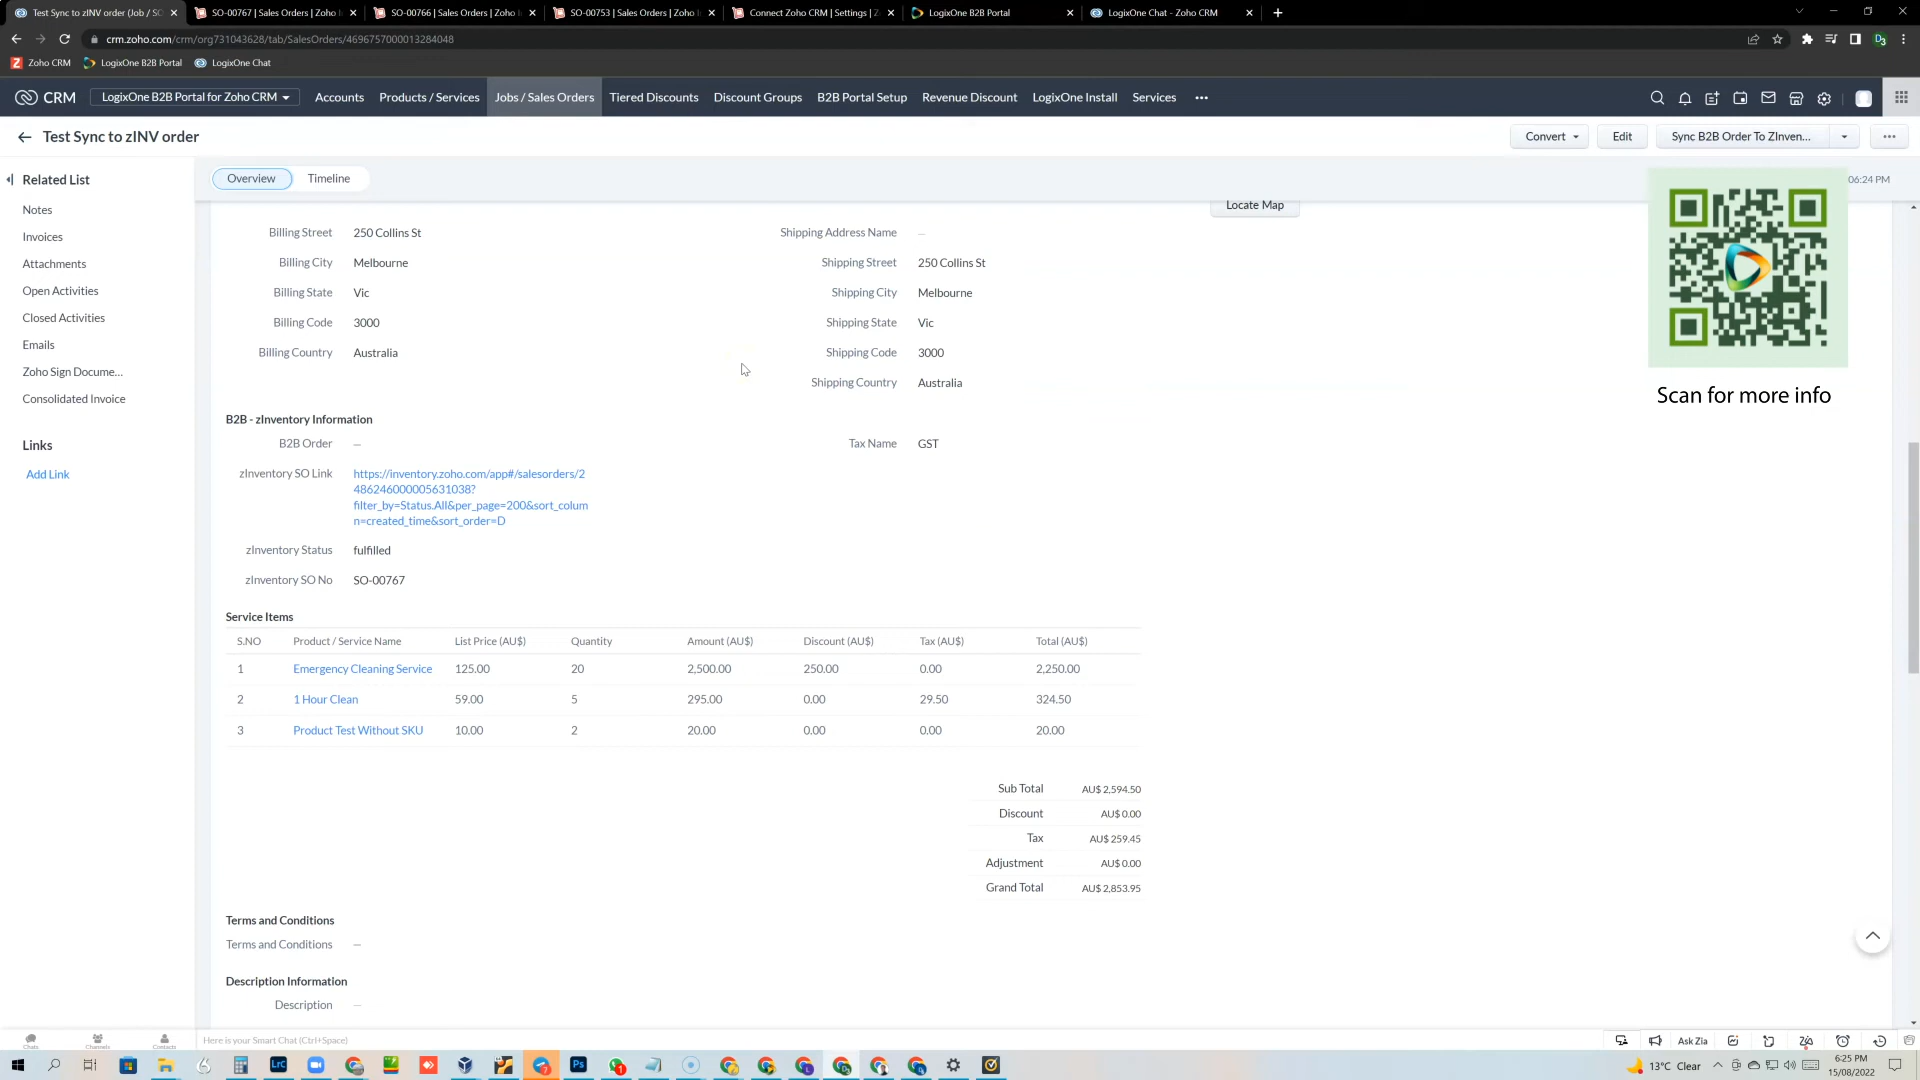 Test Sync to zINV order (Job / SO
SO-00767 | Sales Orders | Zoho I
SO-00766 | Sales Orders | Zoho I
SO-00753 | Sales Orders | Zoho I
Connect Zoho CRM | Settings | Z
LogixOne B2B Portal
LogixOne Chat - Zoho CRM
crm.zoho.com/crm/org731043628/tab/SalesOrders/4696757000013284048
Zoho CRM
LogixOne B2B Portal
LogixOne Chat
CRM
LogixOne B2B Portal for Zoho CRM
Accounts
Products / Services
Jobs / Sales Orders
Tiered Discounts
Discount Groups
B2B Portal Setup
Revenue Discount
LogixOne Install
Services
Test Sync to zINV order
Convert
Edit
Sync B2B Order To ZInven...
Related List
Overview
Timeline
06:24 PM
Notes
Invoices
Attachments
Open Activities
Closed Activities
Emails
Zoho Sign Docume...
Consolidated Invoice
Links
Add Link
Locate Map
Billing Street 250 Collins St
Shipping Address Name —
Billing City Melbourne
Shipping Street 250 Collins St
Billing State Vic
Shipping City Melbourne
Billing Code 3000
Shipping State Vic
Billing Country Australia
Shipping Code 3000
Shipping Country Australia
Scan for more info
B2B - zInventory Information
B2B Order —
Tax Name GST
zInventory SO Link https://inventory.zoho.com/app#/salesorders/2
486246000005631038?
filter_by=Status.All&per_page=200&sort_colum
n=created_time&sort_order=D
zInventory Status fulfilled
zInventory SO No SO-00767
Service Items
S.NO Product / Service Name List Price (AU$) Quantity Amount (AU$) Discount (AU$) Tax (AU$) Total (AU$)
1 Emergency Cleaning Service 125.00 20 2,500.00 250.00 0.00 2,250.00
2 1 Hour Clean 59.00 5 295.00 0.00 29.50 324.50
3 Product Test Without SKU 10.00 2 20.00 0.00 0.00 20.00
Sub Total AU$ 2,594.50
Discount AU$ 0.00
Tax AU$ 259.45
Adjustment AU$ 0.00
Grand Total AU$ 2,853.95
Terms and Conditions
Terms and Conditions —
Description Information
Description —
Chats
Channels
Contacts
Here is your Smart Chat (Ctrl+Space)
Ask Zia
13°C Clear
6:25 PM
15/08/2022